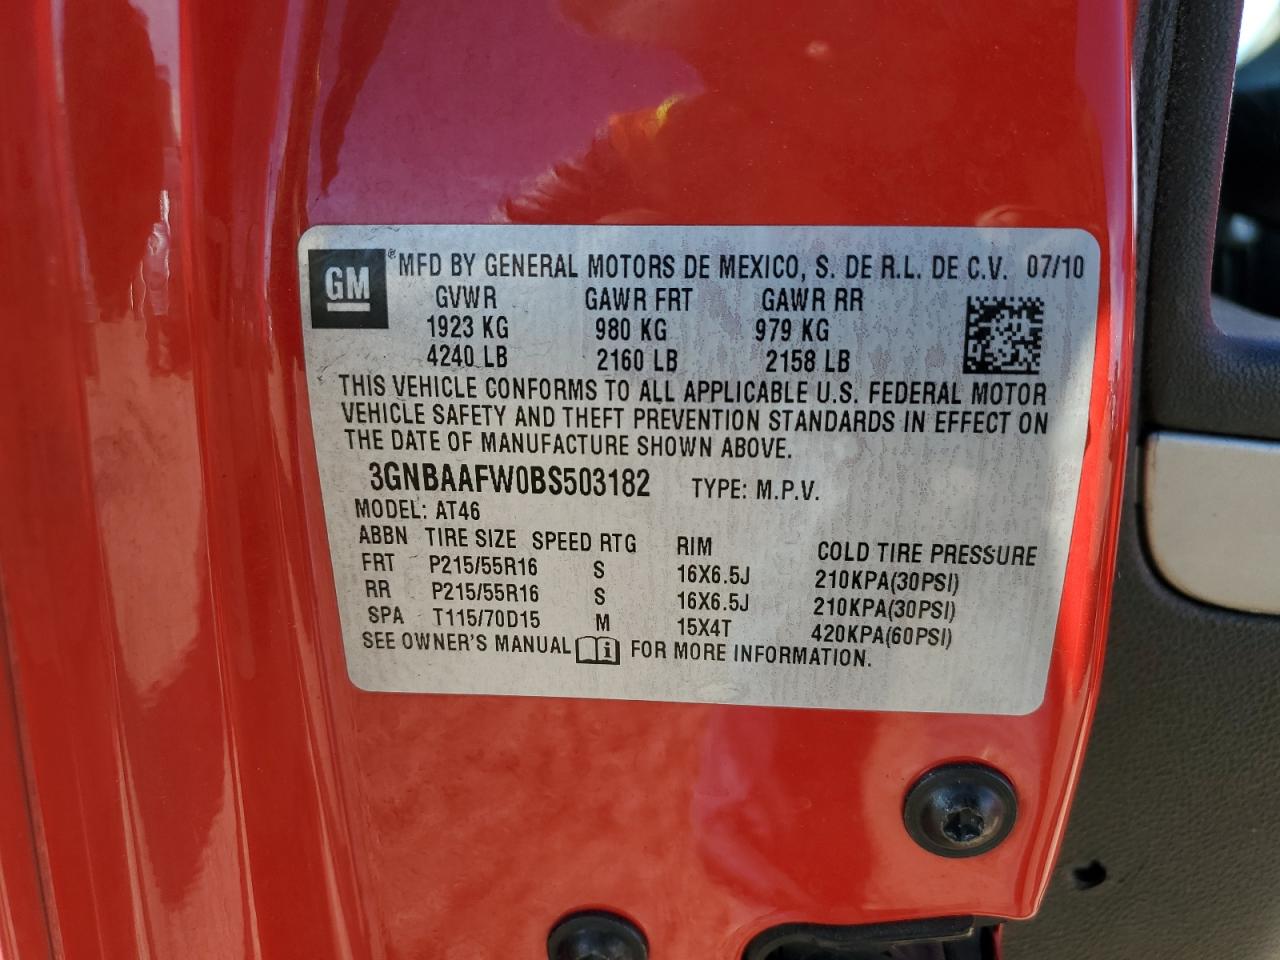 GM ® MFD BY GENERAL MOTORS DE MEXICO, S. DE R.L. DE C.V. 07/10
GVWR GAWR FRT GAWR RR
1923 KG 980 KG 979 KG
4240 LB 2160 LB 2158 LB
THIS VEHICLE CONFORMS TO ALL APPLICABLE U.S. FEDERAL MOTOR
VEHICLE SAFETY AND THEFT PREVENTION STANDARDS IN EFFECT ON
THE DATE OF MANUFACTURE SHOWN ABOVE.
3GNBAAFW0BS503182 TYPE: M.P.V.
MODEL: AT46
ABBN TIRE SIZE SPEED RTG RIM COLD TIRE PRESSURE
FRT P215/55R16 S 16X6.5J 210KPA(30PSI)
RR P215/55R16 S 16X6.5J 210KPA(30PSI)
SPA T115/70D15 M 15X4T 420KPA(60PSI)
SEE OWNER'S MANUAL i FOR MORE INFORMATION.